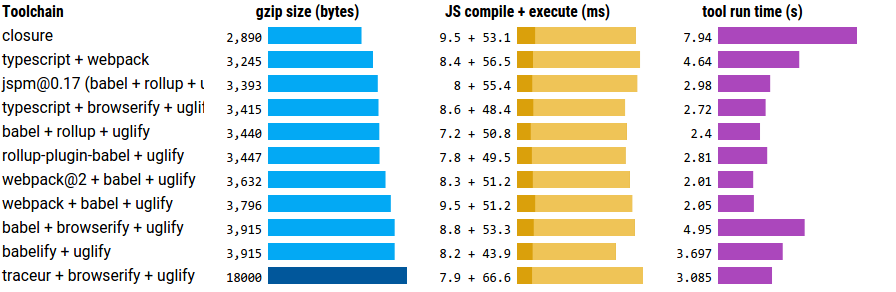 Toolchain gzip size (bytes) JS compile + execute (ms) tool run time (s)
closure 2,890 9.5 + 53.1 7.94
typescript + webpack 3,245 8.4 + 56.5 4.64
jspm@0.17 (babel + rollup + u 3,393 8 + 55.4 2.98
typescript + browserify + uglif 3,415 8.6 + 48.4 2.72
babel + rollup + uglify 3,440 7.2 + 50.8 2.4
rollup-plugin-babel + uglify 3,447 7.8 + 49.5 2.81
webpack@2 + babel + uglify 3,632 8.3 + 51.2 2.01
webpack + babel + uglify 3,796 9.5 + 51.2 2.05
babel + browserify + uglify 3,915 8.8 + 53.3 4.95
babelify + uglify 3,915 8.2 + 43.9 3.697
traceur + browserify + uglify 18000 7.9 + 66.6 3.085